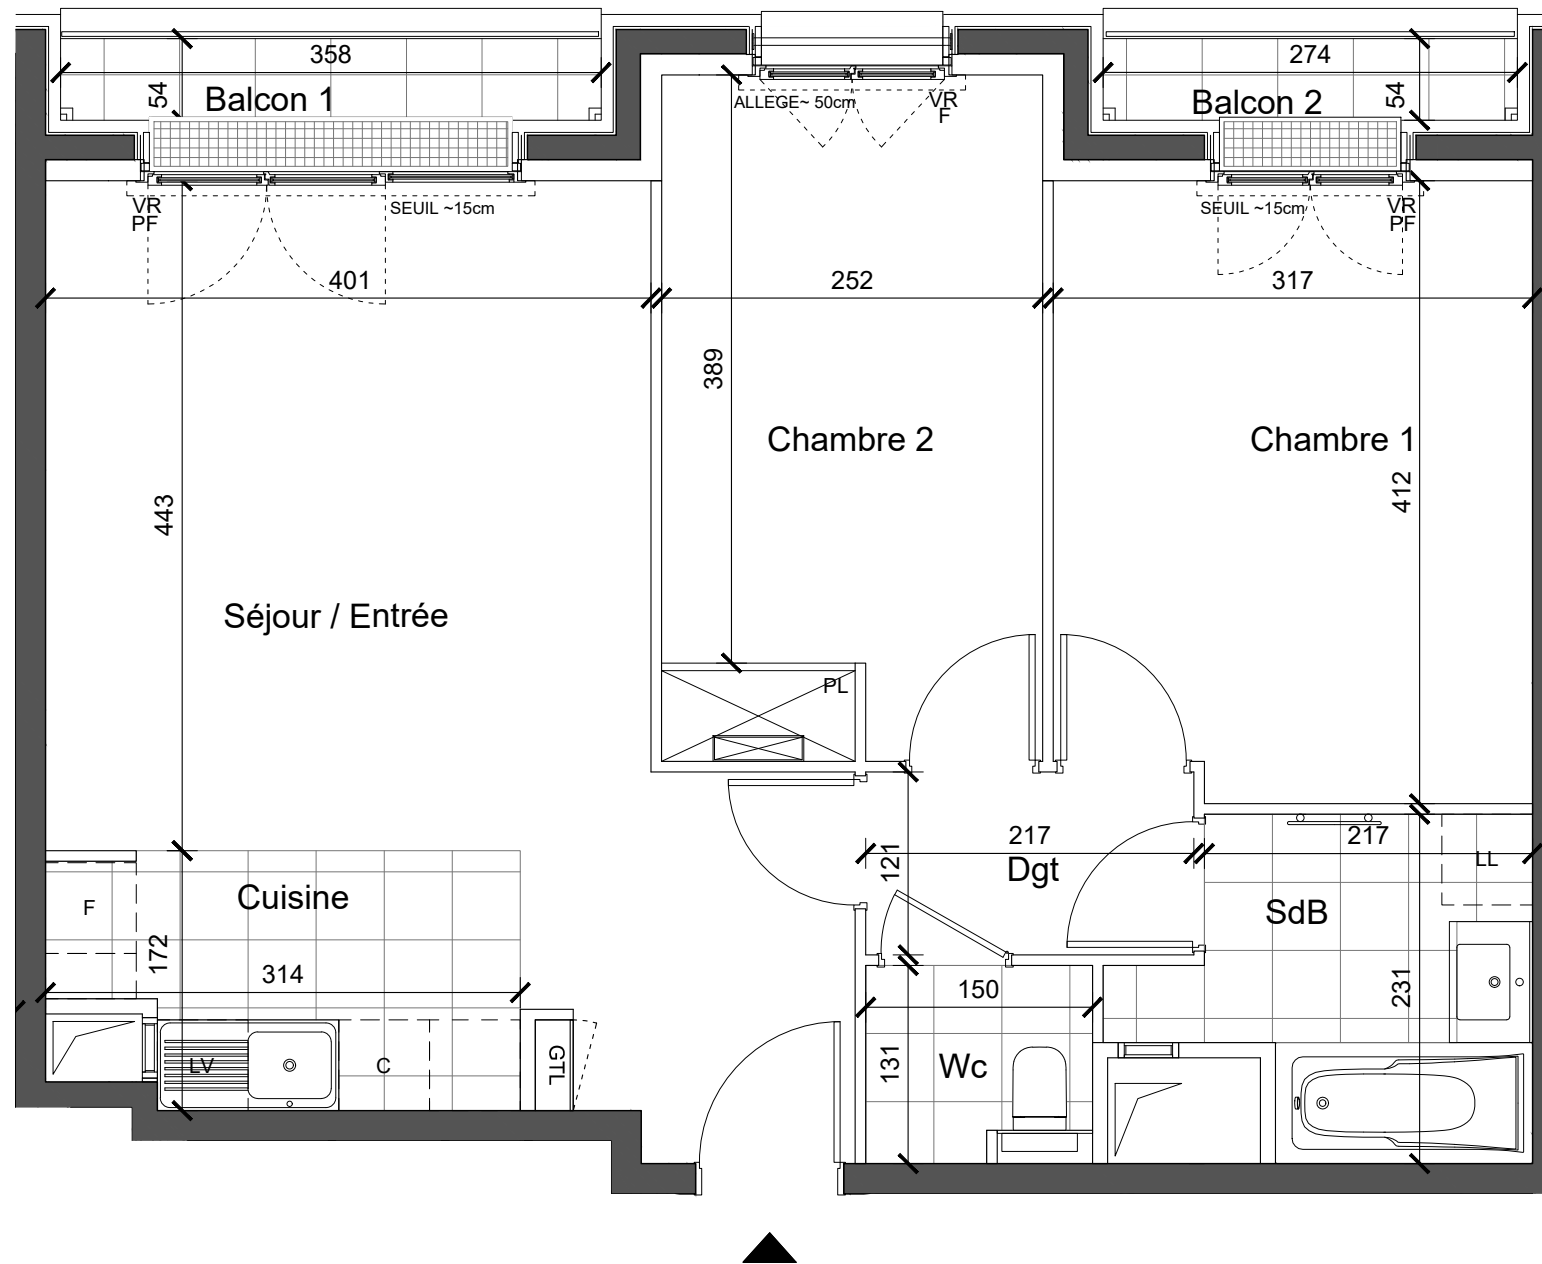 358
274
54
Balcon 1
ALLEGE~ 50cm
VR
F
Balcon 2
54
VR
PF
SEUIL ~15cm
SEUIL ~15cm
VR
PF
401
252
317
389
Chambre 2
Chambre 1
443
412
Séjour / Entrée
PL
217
217
121
Dgt
LL
F
Cuisine
SdB
172
314
150
231
LV
C
GTL
131
Wc